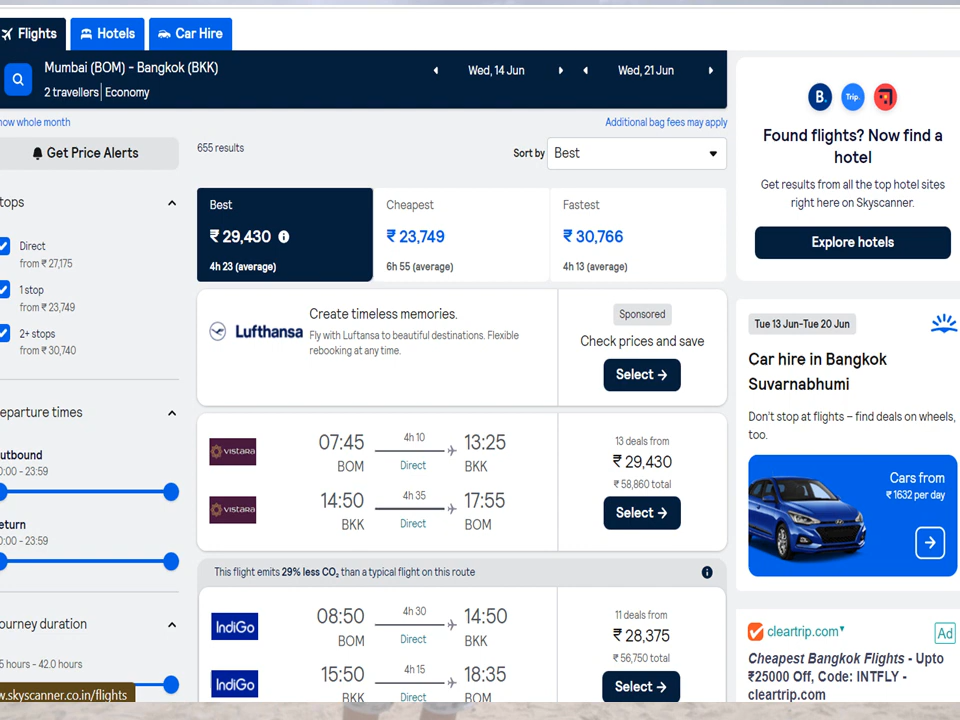 Flights
Hotels
Car Hire
Mumbai (BOM) - Bangkok (BKK)
2 travellers | Economy
Wed, 14 Jun
Wed, 21 Jun
how whole month
Additional bag fees may apply
Get Price Alerts
655 results
Sort by
Best
tops
Direct
from ₹ 27,175
1 stop
from ₹ 23,749
2+ stops
from ₹ 30,740
eparture times
utbound
0:00 - 23:59
eturn
0:00 - 23:59
ourney duration
5 hours - 42.0 hours
w.skyscanner.co.in/flights
Best
₹ 29,430
4h 23 (average)
Cheapest
₹ 23,749
6h 55 (average)
Fastest
₹ 30,766
4h 13 (average)
Lufthansa
Create timeless memories.
Fly with Luftansa to beautiful destinations. Flexible
rebooking at any time.
Sponsored
Check prices and save
Select →
VISTARA
07:45
BOM
4h 10
Direct
13:25
BKK
VISTARA
14:50
BKK
4h 35
Direct
17:55
BOM
13 deals from
₹ 29,430
₹ 58,860 total
Select →
This flight emits 29% less CO₂ than a typical flight on this route
IndiGo
08:50
BOM
4h 30
Direct
14:50
BKK
IndiGo
15:50
BKK
4h 15
Direct
18:35
BOM
11 deals from
₹ 28,375
₹ 56,750 total
Select →
B.
Trip.
Found flights? Now find a
hotel
Get results from all the top hotel sites
right here on Skyscanner.
Explore hotels
Tue 13 Jun-Tue 20 Jun
Car hire in Bangkok
Suvarnabhumi
Don't stop at flights – find deals on wheels,
too.
Cars from
₹ 1632 per day
cleartrip.com
Ad
Cheapest Bangkok Flights - Upto
₹25000 Off, Code: INTFLY -
cleartrip.com